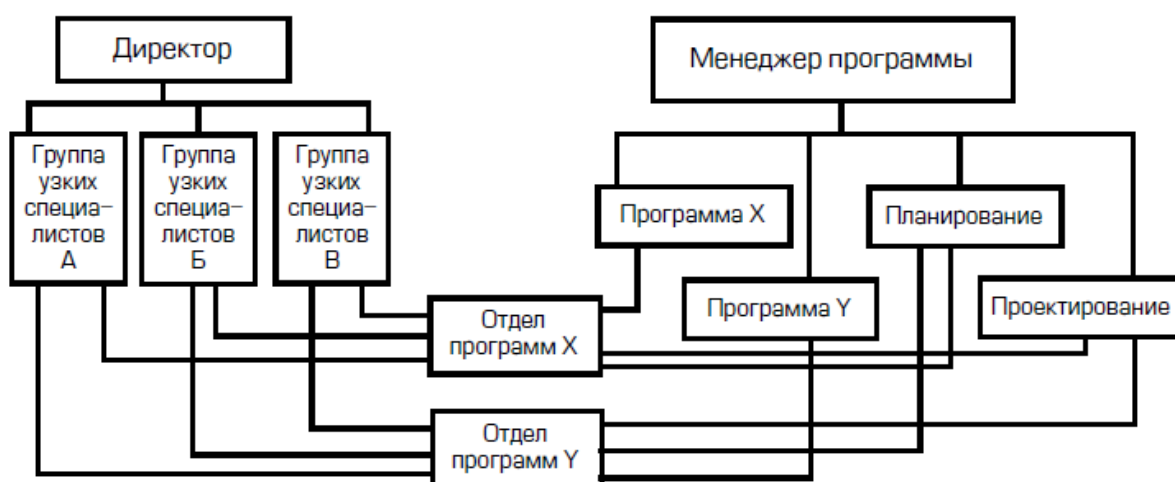 Директор
Менеджер программы
Группа
узких
специа–
листов
А
Группа
узких
специа–
листов
Б
Группа
узких
специа–
листов
В
Программа X
Планирование
Программа Y
Проектирование
Отдел
программ X
Отдел
программ Y